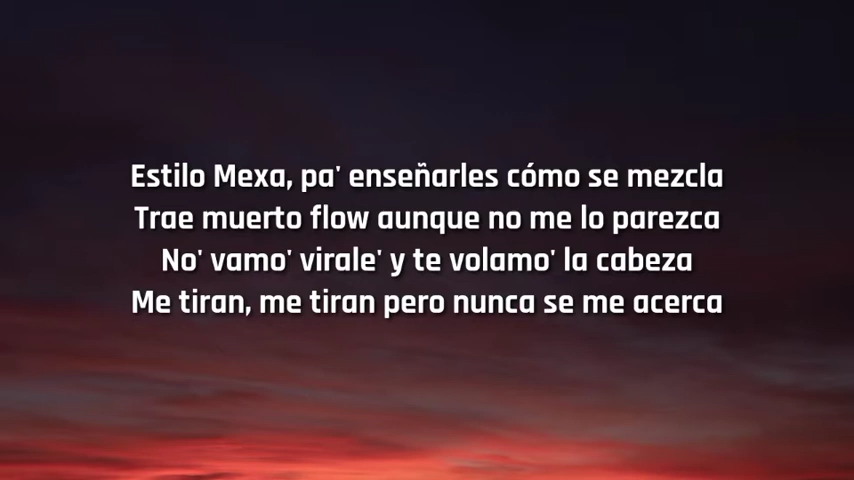 Estilo Mexa, pa' enseñarles cómo se mezcla
Trae muerto flow aunque no me lo parezca
No' vamo' virale' y te volamo' la cabeza
Me tiran, me tiran pero nunca se me acerca